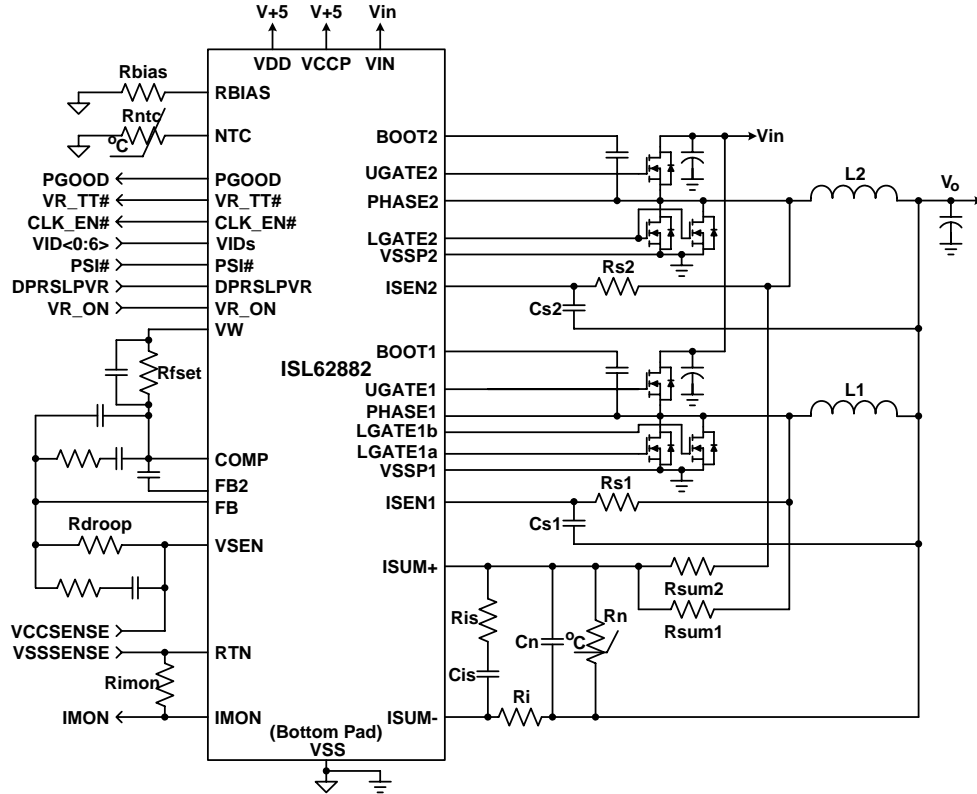 V+5 V+5 Vin
VDD VCCP VIN
Rbias
RBIAS
Rntc
°C
NTC
PGOOD PGOOD
VR_TT# VR_TT#
CLK_EN# CLK_EN#
VID<0:6> VIDs
PSI# PSI#
DPRSLPVR DPRSLPVR
VR_ON VR_ON
VW
Rfset
ISL62882
COMP
FB2
FB
Rdroop
VSEN
VCCSENSE
VSSSENSE RTN
Rimon
IMON IMON
(Bottom Pad)
VSS
BOOT2
Vin
UGATE2
L2
Vo
PHASE2
LGATE2
VSSP2
Rs2
ISEN2
Cs2
BOOT1
UGATE1
L1
PHASE1
LGATE1b
LGATE1a
VSSP1
Rs1
ISEN1
Cs1
ISUM+
Rsum2
Rsum1
Ris
Cn
°C
Rn
Cis
Ri
ISUM-